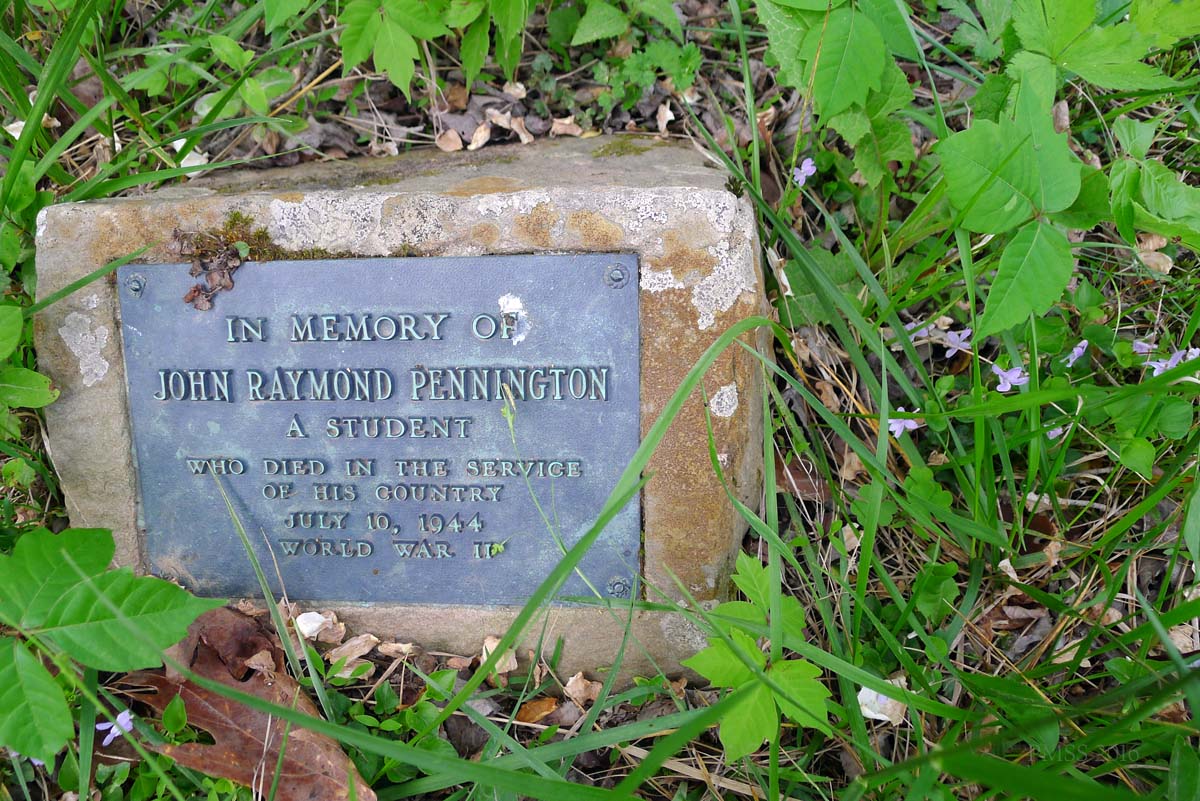 IN MEMORY OF
JOHN RAYMOND PENNINGTON
A STUDENT
WHO DIED IN THE SERVICE
OF HIS COUNTRY
JULY 10, 1944
WORLD WAR II